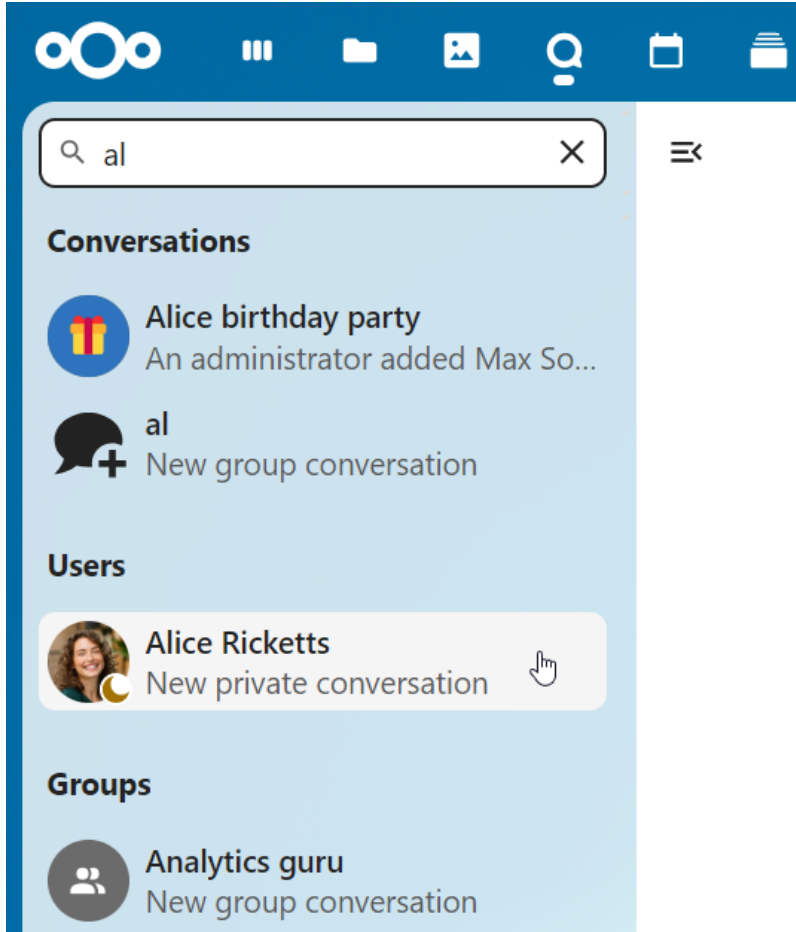 al
Conversations
Alice birthday party
An administrator added Max So...
al
New group conversation
Users
Alice Ricketts
New private conversation
Groups
Analytics guru
New group conversation